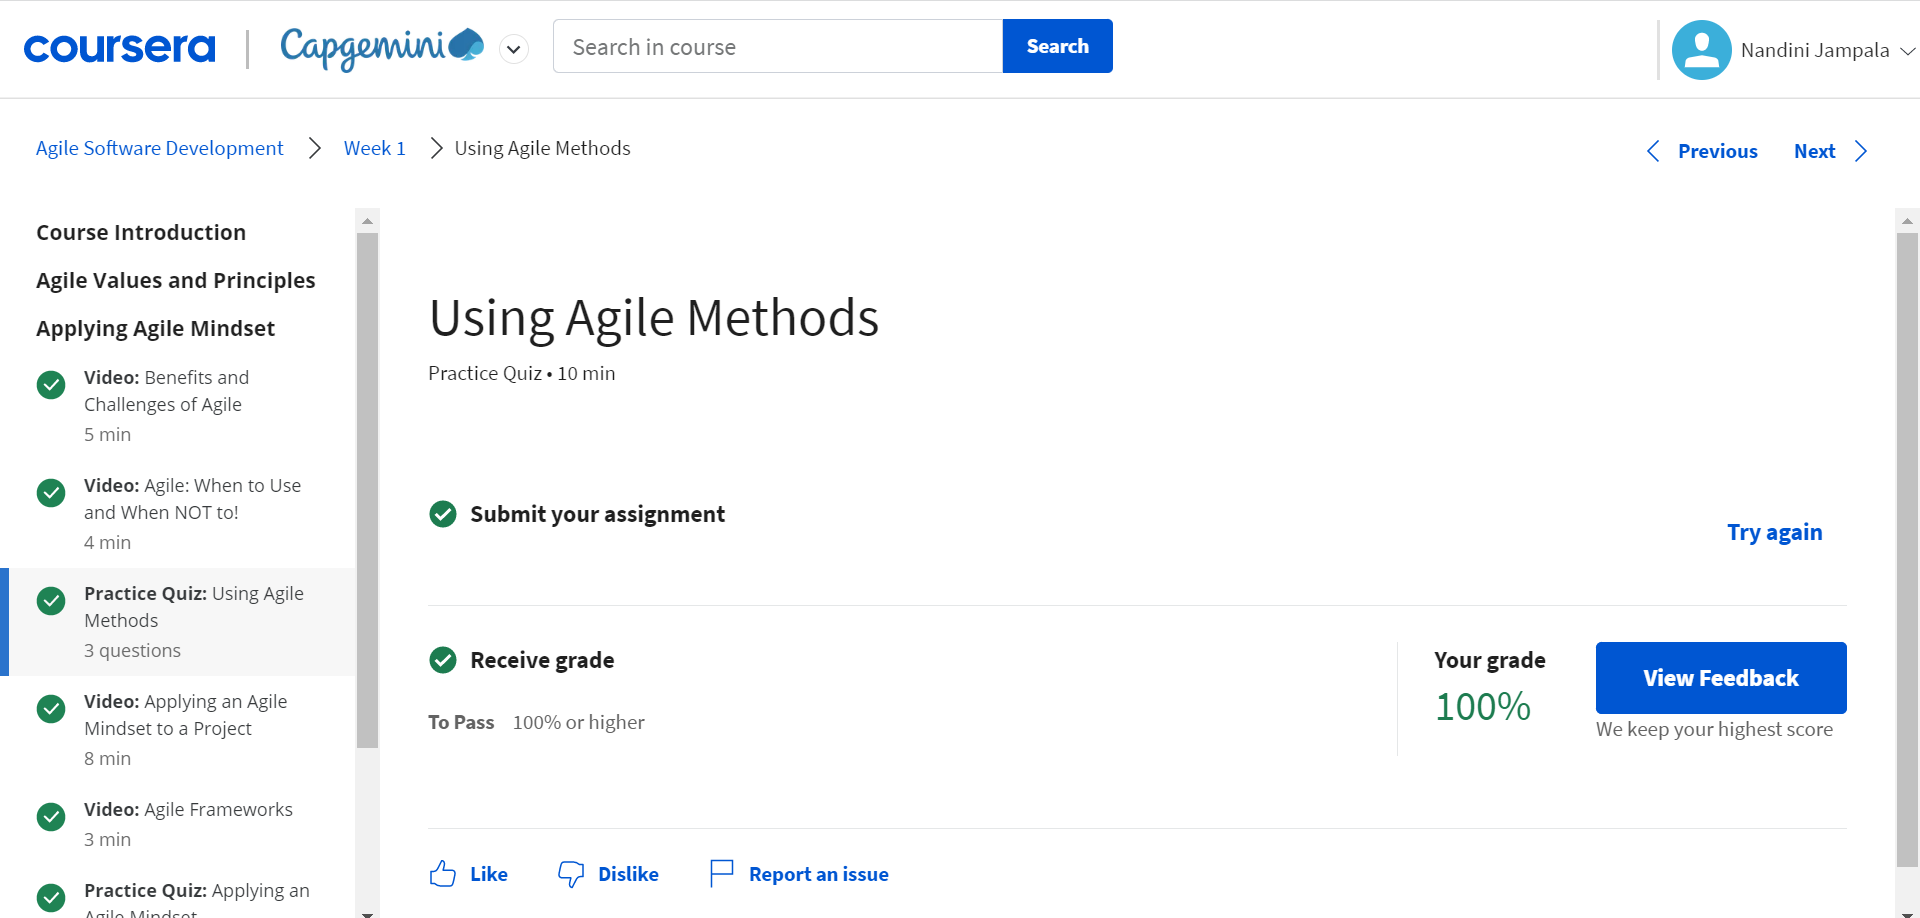 coursera
Capgemini
Search in course
Search
Nandini Jampala
Agile Software Development
Week 1
Using Agile Methods
Previous
Next
Course Introduction
Agile Values and Principles
Applying Agile Mindset
Video: Benefits and
Challenges of Agile
5 min
Video: Agile: When to Use
and When NOT to!
4 min
Practice Quiz: Using Agile
Methods
3 questions
Video: Applying an Agile
Mindset to a Project
8 min
Video: Agile Frameworks
3 min
Practice Quiz: Applying an
Agile Mindset
Using Agile Methods
Practice Quiz • 10 min
Submit your assignment
Try again
Receive grade
To Pass 100% or higher
Your grade
100%
View Feedback
We keep your highest score
Like
Dislike
Report an issue